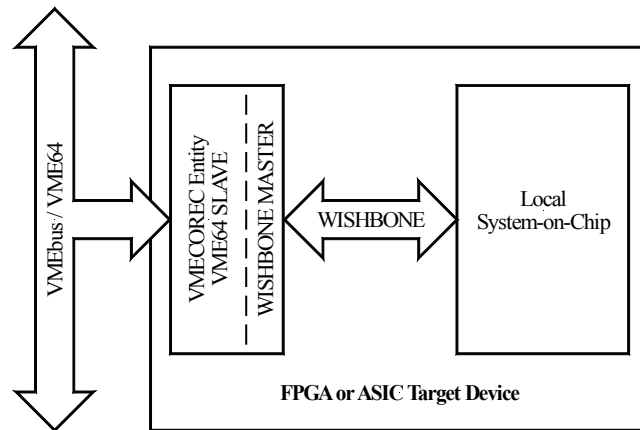 VMEbus / VME64
VMECOREC Entity
VME64 SLAVE
WISHBONE MASTER
WISHBONE
Local
System-on-Chip
FPGA or ASIC Target Device